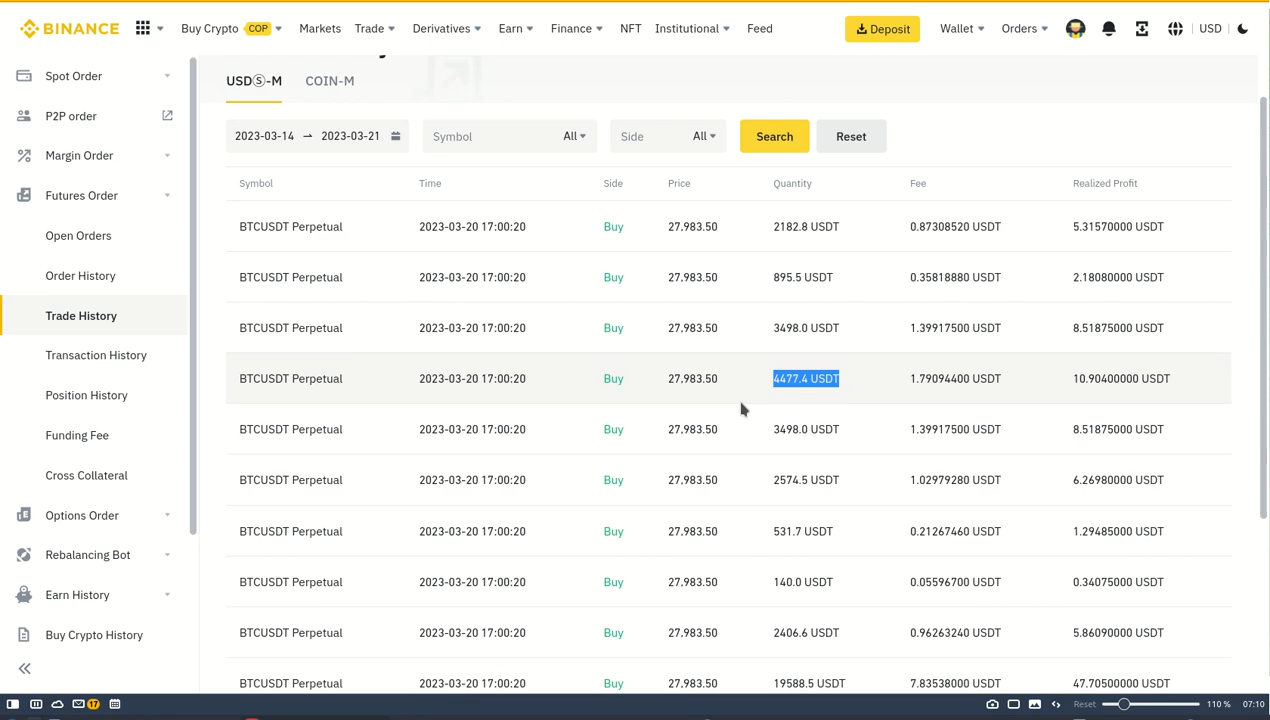 BINANCE
Buy Crypto COP Markets Trade Derivatives Earn Finance NFT Institutional Feed Deposit Wallet Orders USD
USDⓈ-M COIN-M
2023-03-14 → 2023-03-21 Symbol All Side All Search Reset
Symbol Time Side Price Quantity Fee Realized Profit
BTCUSDT Perpetual 2023-03-20 17:00:20 Buy 27,983.50 2182.8 USDT 0.87308520 USDT 5.31570000 USDT
BTCUSDT Perpetual 2023-03-20 17:00:20 Buy 27,983.50 895.5 USDT 0.35818880 USDT 2.18080000 USDT
BTCUSDT Perpetual 2023-03-20 17:00:20 Buy 27,983.50 3498.0 USDT 1.39917500 USDT 8.51875000 USDT
BTCUSDT Perpetual 2023-03-20 17:00:20 Buy 27,983.50 4477.4 USDT 1.79094400 USDT 10.90400000 USDT
BTCUSDT Perpetual 2023-03-20 17:00:20 Buy 27,983.50 3498.0 USDT 1.39917500 USDT 8.51875000 USDT
BTCUSDT Perpetual 2023-03-20 17:00:20 Buy 27,983.50 2574.5 USDT 1.02979280 USDT 6.26980000 USDT
BTCUSDT Perpetual 2023-03-20 17:00:20 Buy 27,983.50 531.7 USDT 0.21267460 USDT 1.29485000 USDT
BTCUSDT Perpetual 2023-03-20 17:00:20 Buy 27,983.50 140.0 USDT 0.05596700 USDT 0.34075000 USDT
BTCUSDT Perpetual 2023-03-20 17:00:20 Buy 27,983.50 2406.6 USDT 0.96263240 USDT 5.86090000 USDT
BTCUSDT Perpetual 2023-03-20 17:00:20 Buy 27,983.50 19588.5 USDT 7.83538000 USDT 47.70500000 USDT
Spot Order
P2P order
Margin Order
Futures Order
Open Orders
Order History
Trade History
Transaction History
Position History
Funding Fee
Cross Collateral
Options Order
Rebalancing Bot
Earn History
Buy Crypto History
17 Reset 110 % 07:10